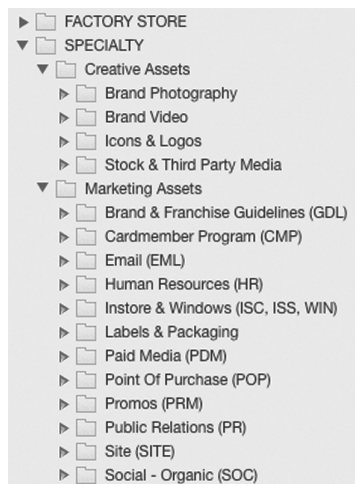 FACTORY STORE
SPECIALTY
Creative Assets
Brand Photography
Brand Video
Icons & Logos
Stock & Third Party Media
Marketing Assets
Brand & Franchise Guidelines (GDL)
Cardmember Program (CMP)
Email (EML)
Human Resources (HR)
Instore & Windows (ISC, ISS, WIN)
Labels & Packaging
Paid Media (PDM)
Point Of Purchase (POP)
Promos (PRM)
Public Relations (PR)
Site (SITE)
Social - Organic (SOC)